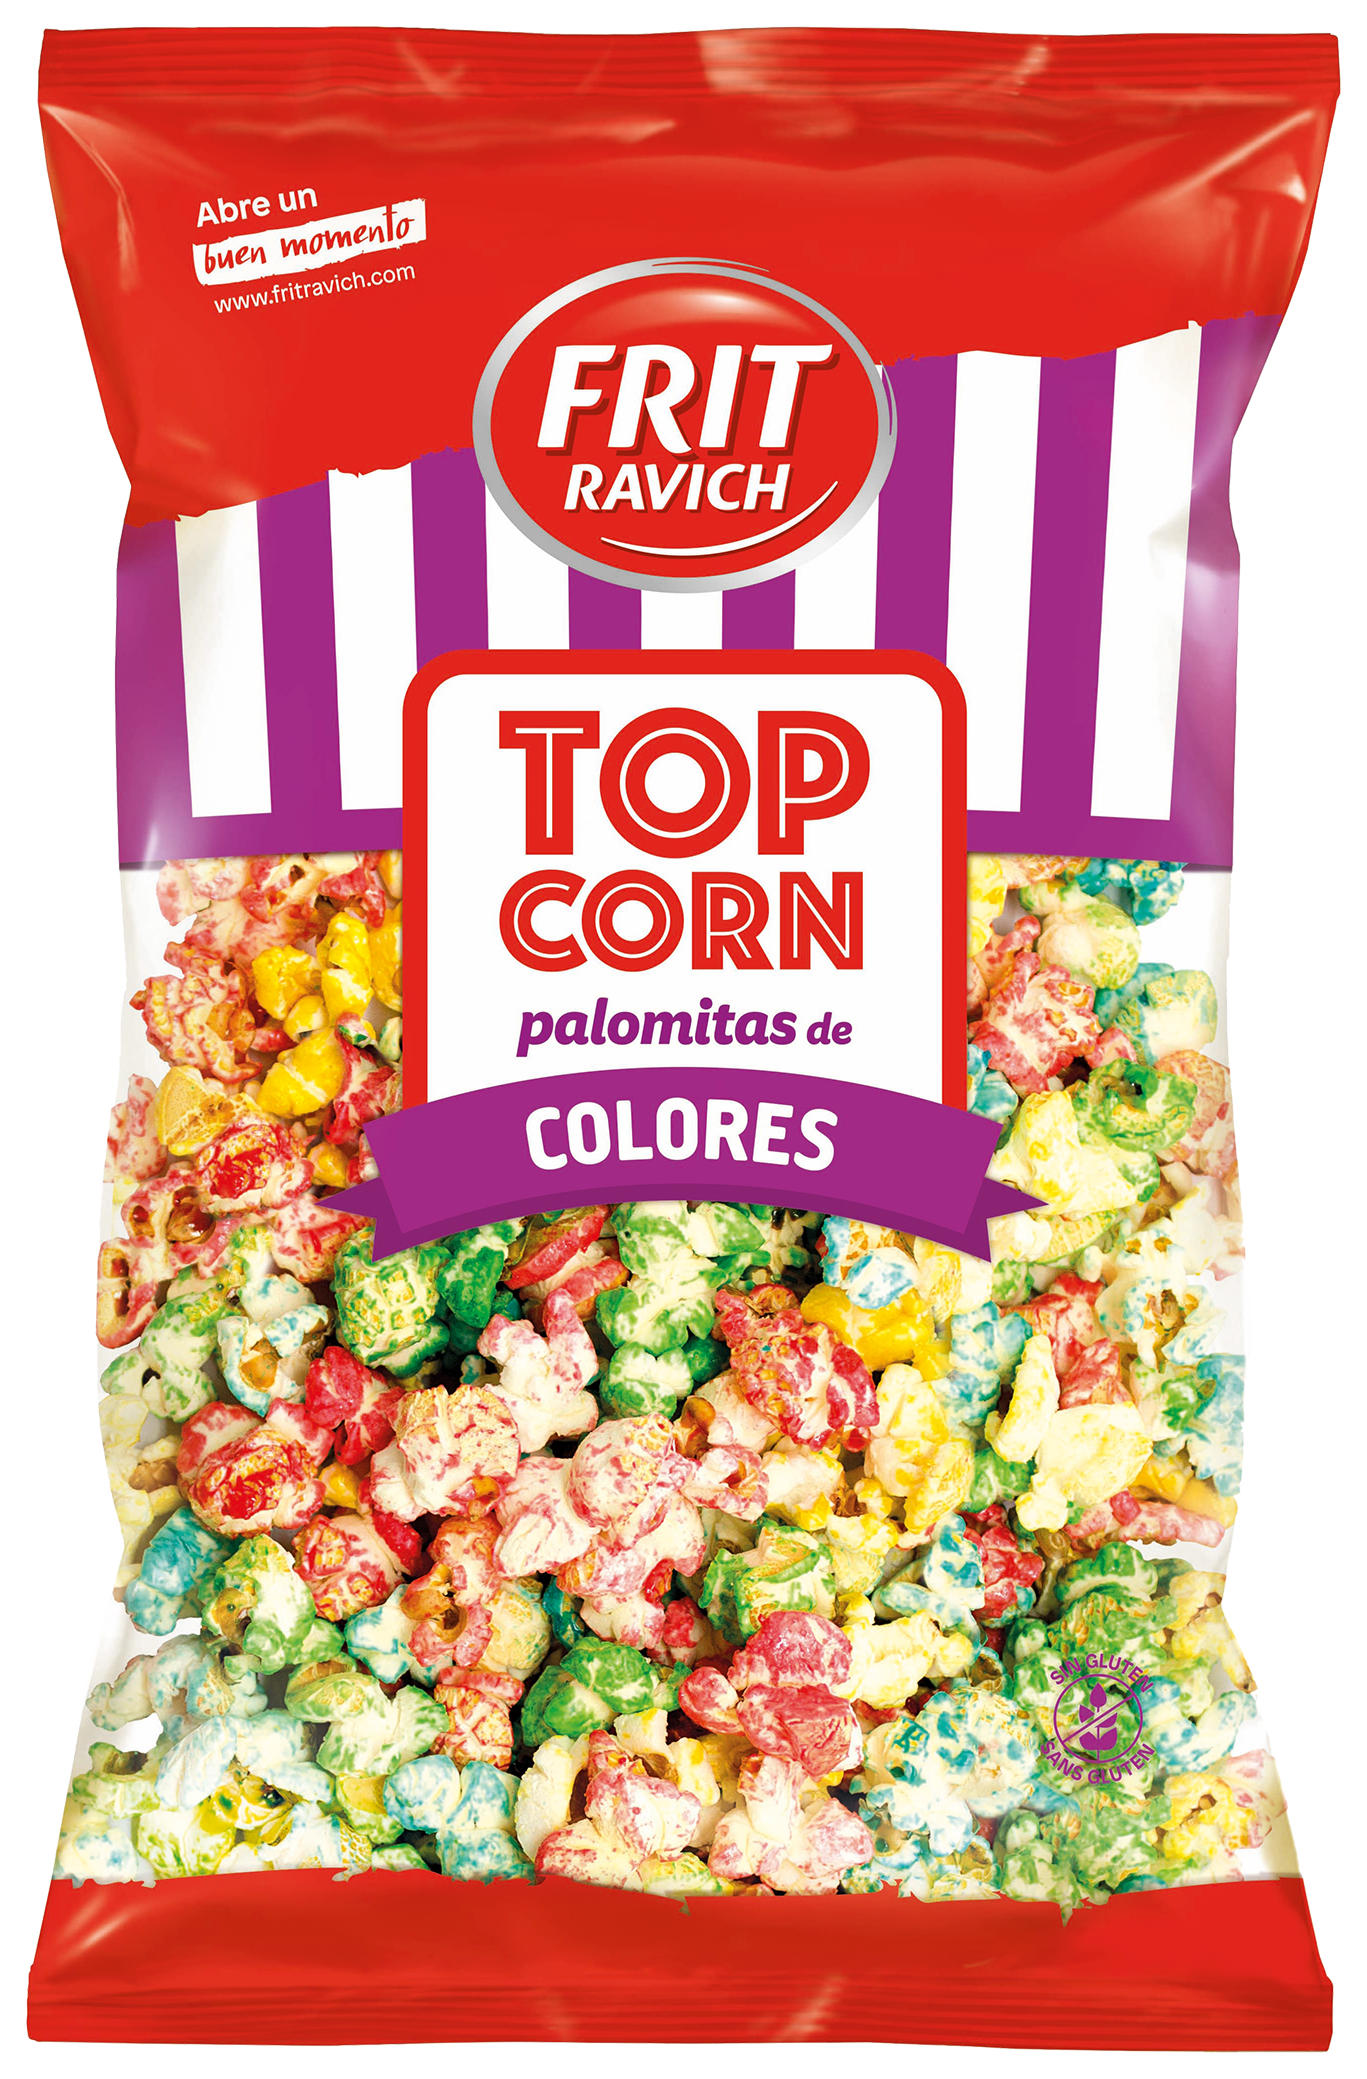 Abre un
buen momento
www.fritravich.com
FRIT
RAVICH
TOP
CORN
palomitas de
COLORES
SIN GLUTEN
SANS GLUTEN